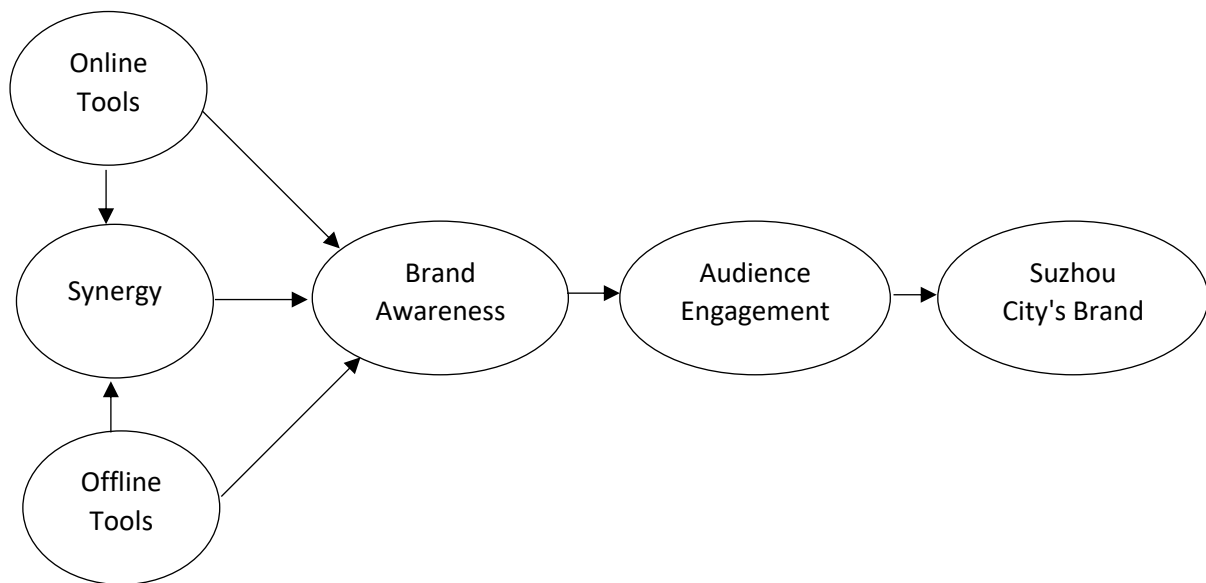 Online
Tools
Synergy
Brand
Awareness
Audience
Engagement
Suzhou
City's Brand
Offline
Tools